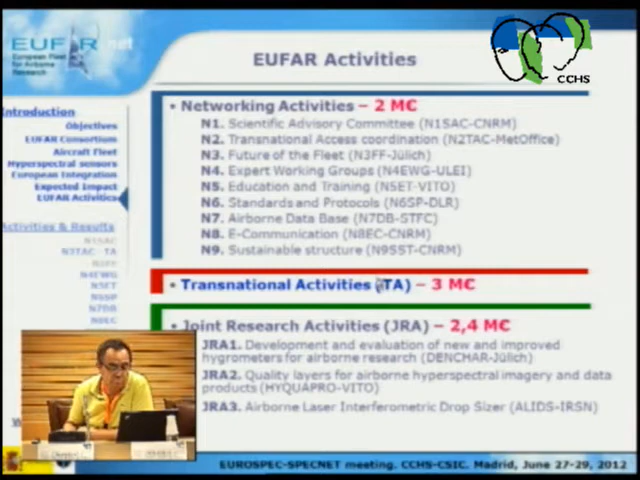 CCHS
EUFAR.net
European Fleet
for Airborne
Research
EUFAR Activities
Introduction
Objectives
EUFAR Consortium
Aircraft Fleet
Hyperspectral sensors
European Integration
Expected Impact
EUFAR Activities
Activities & Results
N1SAC
N2TAC - TA
N3FF
N4EWG
N5ET
N6SP
N7DB
N8EC
• Networking Activities – 2 M€
N1. Scientific Advisory Committee (N1SAC-CNRM)
N2. Transnational Access coordination (N2TAC-MetOffice)
N3. Future of the Fleet (N3FF-Jülich)
N4. Expert Working Groups (N4EWG-ULEI)
N5. Education and Training (N5ET-VITO)
N6. Standards and Protocols (N6SP-DLR)
N7. Airborne Data Base (N7DB-STFC)
N8. E-Communication (N8EC-CNRM)
N9. Sustainable structure (N9SST-CNRM)
• Transnational Activities (TA) – 3 M€
• Joint Research Activities (JRA) – 2,4 M€
JRA1. Development and evaluation of new and improved
hygrometers for airborne research (DENCHAR-Jülich)
JRA2. Quality layers for airborne hyperspectral imagery and data
products (HYQUAPRO-VITO)
JRA3. Airborne Laser Interferometric Drop Sizer (ALIDS-IRSN)
EUROSPEC-SPECNET meeting. CCHS-CSIC. Madrid, June 27-29, 2012